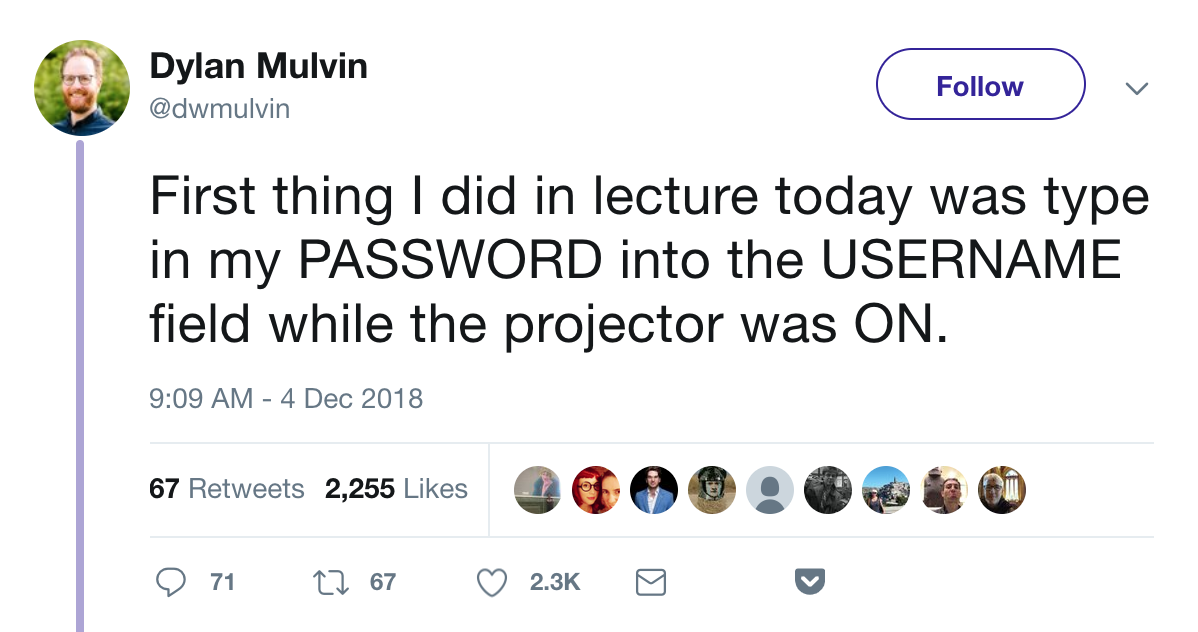 Dylan Mulvin
@dwmulvin
Follow
First thing I did in lecture today was type
in my PASSWORD into the USERNAME
field while the projector was ON.
9:09 AM - 4 Dec 2018
67 Retweets 2,255 Likes
71 67 2.3K